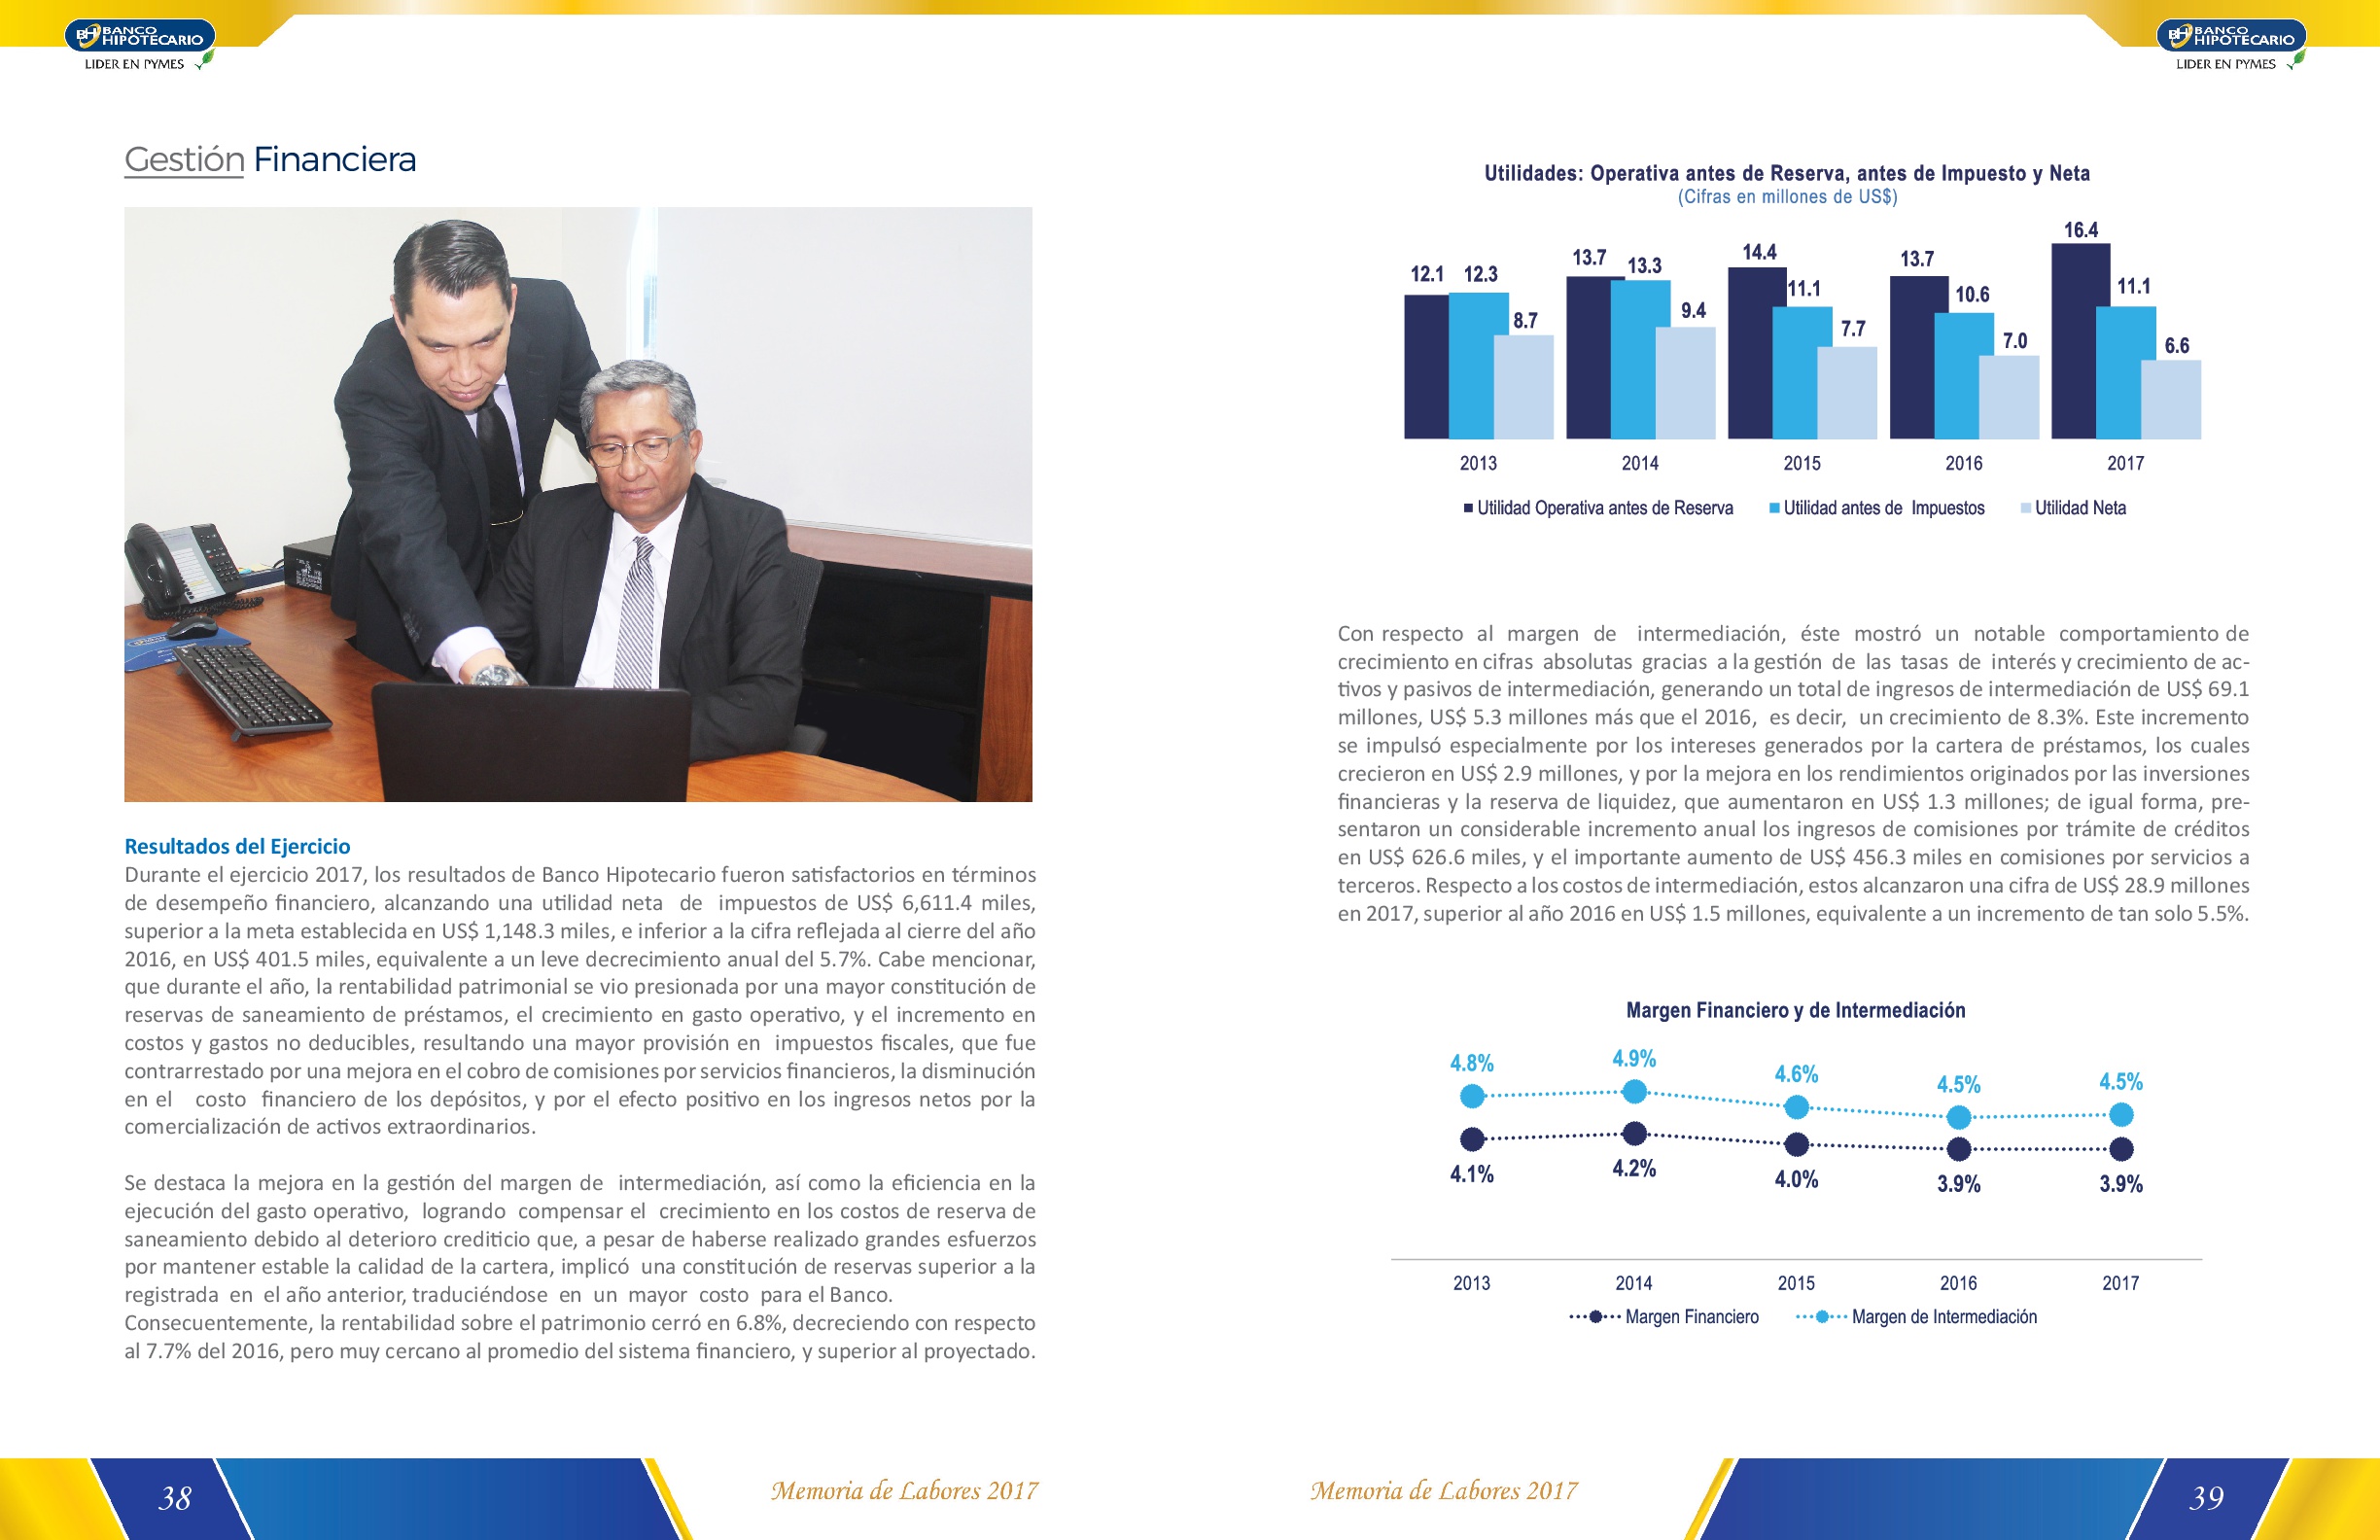 BH BANCO
HIPOTECARIO
LIDER EN PYMES
Gestión Financiera
Resultados del Ejercicio
Durante el ejercicio 2017, los resultados de Banco Hipotecario fueron satisfactorios en términos
de desempeño financiero, alcanzando una utilidad neta de impuestos de US$ 6,611.4 miles,
superior a la meta establecida en US$ 1,148.3 miles, e inferior a la cifra reflejada al cierre del año
2016, en US$ 401.5 miles, equivalente a un leve decrecimiento anual del 5.7%. Cabe mencionar,
que durante el año, la rentabilidad patrimonial se vio presionada por una mayor constitución de
reservas de saneamiento de préstamos, el crecimiento en gasto operativo, y el incremento en
costos y gastos no deducibles, resultando una mayor provisión en impuestos fiscales, que fue
contrarrestado por una mejora en el cobro de comisiones por servicios financieros, la disminución
en el costo financiero de los depósitos, y por el efecto positivo en los ingresos netos por la
comercialización de activos extraordinarios.
Se destaca la mejora en la gestión del margen de intermediación, así como la eficiencia en la
ejecución del gasto operativo, logrando compensar el crecimiento en los costos de reserva de
saneamiento debido al deterioro crediticio que, a pesar de haberse realizado grandes esfuerzos
por mantener estable la calidad de la cartera, implicó una constitución de reservas superior a la
registrada en el año anterior, traduciéndose en un mayor costo para el Banco.
Consecuentemente, la rentabilidad sobre el patrimonio cerró en 6.8%, decreciendo con respecto
al 7.7% del 2016, pero muy cercano al promedio del sistema financiero, y superior al proyectado.
38
Memoria de Labores 2017
BH BANCO
HIPOTECARIO
LIDER EN PYMES
Utilidades: Operativa antes de Reserva, antes de Impuesto y Neta
(Cifras en millones de US$)
12.1 12.3 8.7
13.7 13.3 9.4
14.4 11.1 7.7
13.7 10.6 7.0
16.4 11.1 6.6
2013 2014 2015 2016 2017
Utilidad Operativa antes de Reserva Utilidad antes de Impuestos Utilidad Neta
Con respecto al margen de intermediación, éste mostró un notable comportamiento de
crecimiento en cifras absolutas gracias a la gestión de las tasas de interés y crecimiento de ac-
tivos y pasivos de intermediación, generando un total de ingresos de intermediación de US$ 69.1
millones, US$ 5.3 millones más que el 2016, es decir, un crecimiento de 8.3%. Este incremento
se impulsó especialmente por los intereses generados por la cartera de préstamos, los cuales
crecieron en US$ 2.9 millones, y por la mejora en los rendimientos originados por las inversiones
financieras y la reserva de liquidez, que aumentaron en US$ 1.3 millones; de igual forma, pre-
sentaron un considerable incremento anual los ingresos de comisiones por trámite de créditos
en US$ 626.6 miles, y el importante aumento de US$ 456.3 miles en comisiones por servicios a
terceros. Respecto a los costos de intermediación, estos alcanzaron una cifra de US$ 28.9 millones
en 2017, superior al año 2016 en US$ 1.5 millones, equivalente a un incremento de tan solo 5.5%.
Margen Financiero y de Intermediación
4.8% 4.9% 4.6% 4.5% 4.5%
4.1% 4.2% 4.0% 3.9% 3.9%
2013 2014 2015 2016 2017
Margen Financiero Margen de Intermediación
Memoria de Labores 2017
39